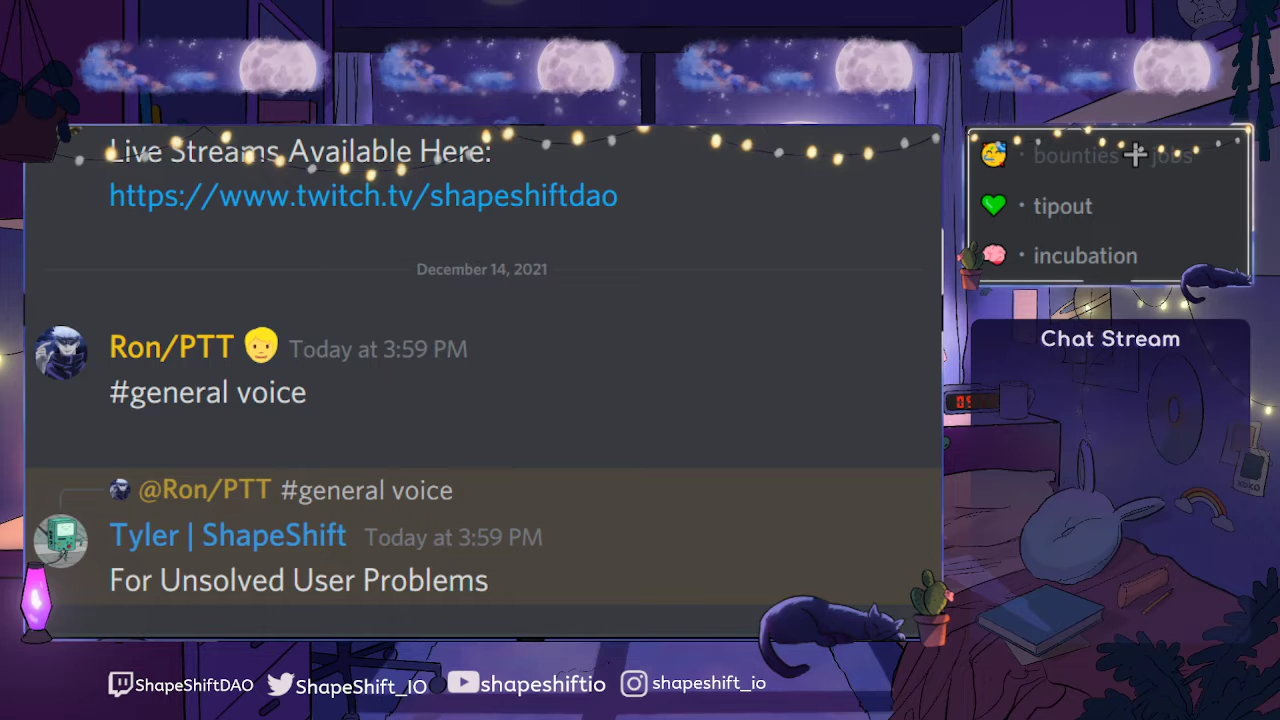 Live Streams Available Here:
https://www.twitch.tv/shapeshiftdao
December 14, 2021
Ron/PTT 👱 Today at 3:59 PM
#general voice
@Ron/PTT #general voice
Tyler | ShapeShift Today at 3:59 PM
For Unsolved User Problems
bounties + jobs
• tipout
• incubation
Chat Stream
ShapeShiftDAO ShapeShift_IO shapeshiftio shapeshift_io